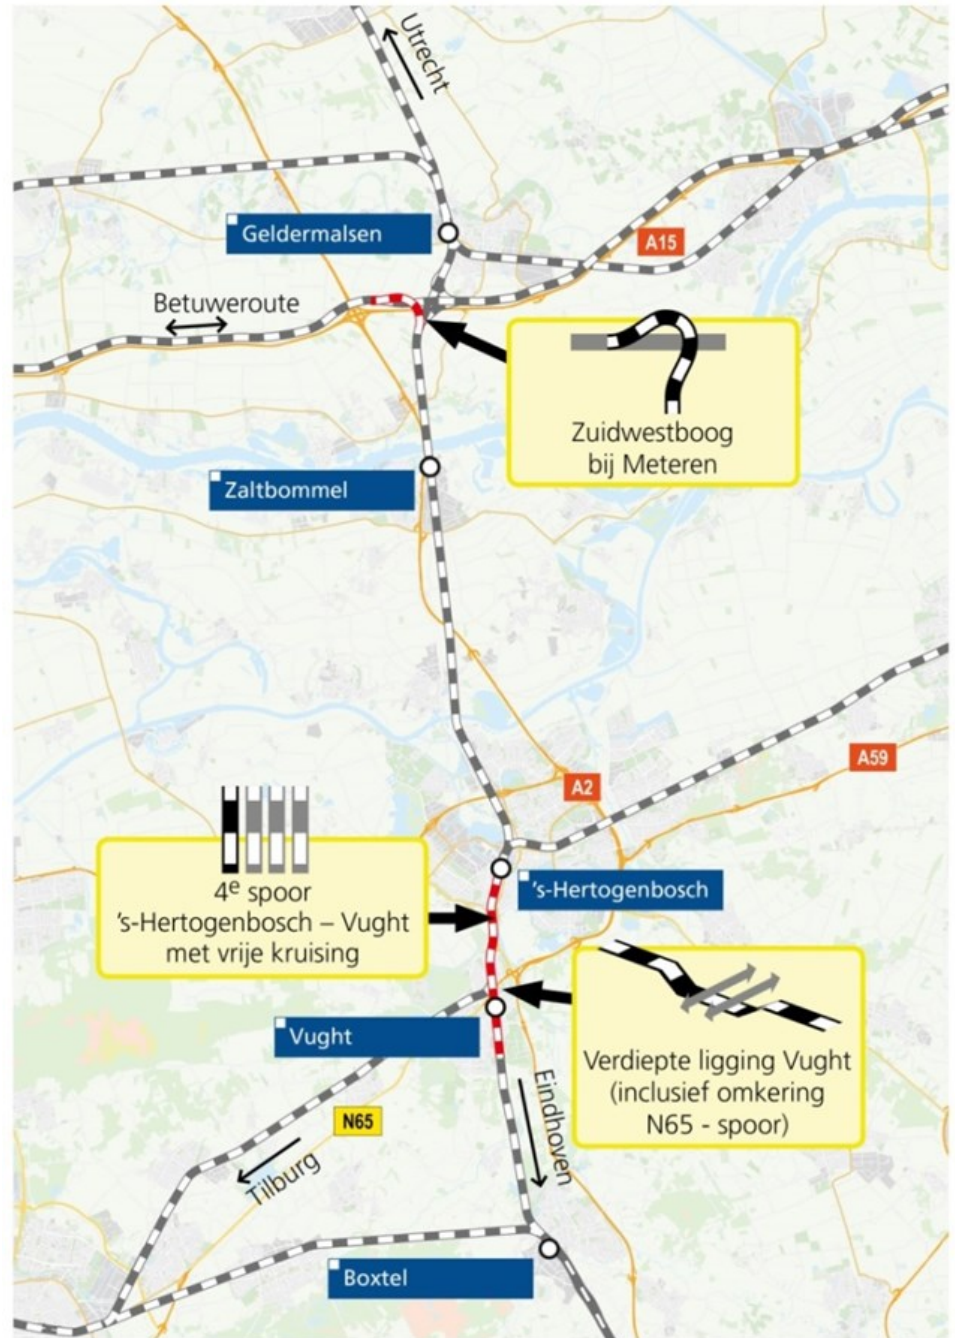 Utrecht
Geldermalsen
A15
Betuweroute
Zuidwestboog
bij Meteren
Zaltbommel
A59
A2
4e spoor
's-Hertogenbosch – Vught
met vrije kruising
's-Hertogenbosch
Vught
Verdiepte ligging Vught
(inclusief omkering
N65 - spoor)
Eindhoven
N65
Tilburg
Boxtel